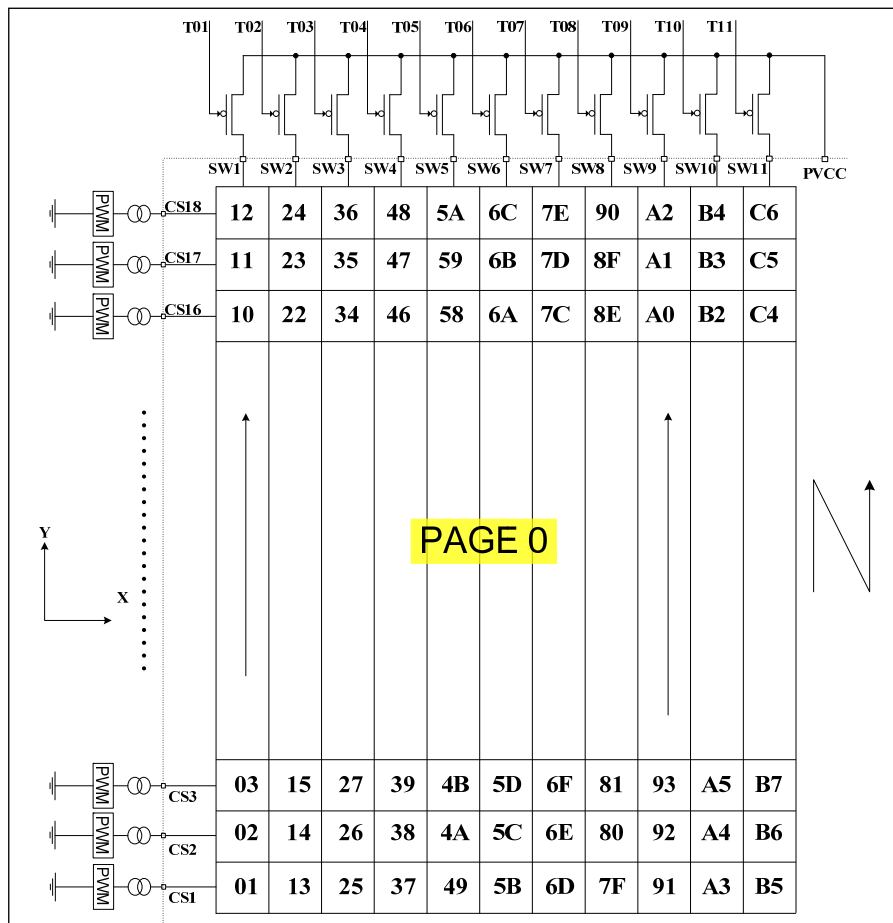 T01 T02 T03 T04 T05 T06 T07 T08 T09 T10 T11
SW1 SW2 SW3 SW4 SW5 SW6 SW7 SW8 SW9 SW10 SW11 PVCC
PWM CS18 12 24 36 48 5A 6C 7E 90 A2 B4 C6
PWM CS17 11 23 35 47 59 6B 7D 8F A1 B3 C5
PWM CS16 10 22 34 46 58 6A 7C 8E A0 B2 C4
PAGE 0
Y
X
PWM CS3 03 15 27 39 4B 5D 6F 81 93 A5 B7
PWM CS2 02 14 26 38 4A 5C 6E 80 92 A4 B6
PWM CS1 01 13 25 37 49 5B 6D 7F 91 A3 B5